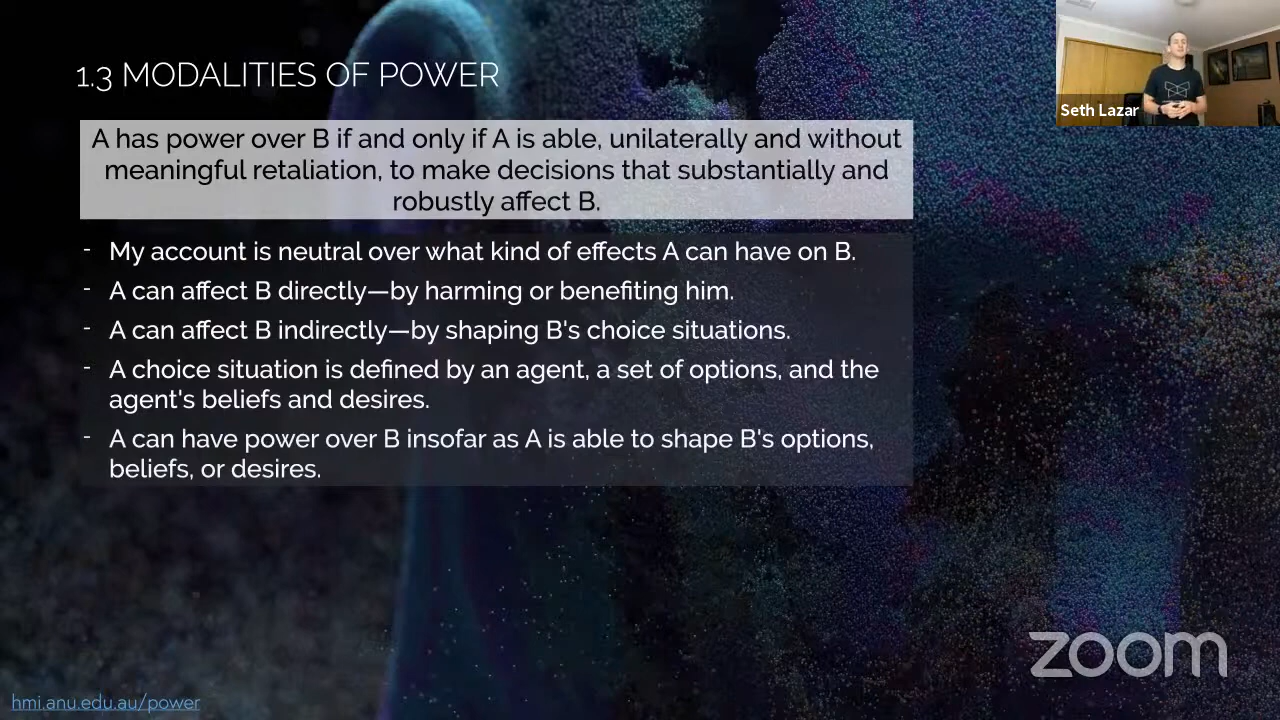 1.3 MODALITIES OF POWER
Seth Lazar
A has power over B if and only if A is able, unilaterally and without
meaningful retaliation, to make decisions that substantially and
robustly affect B.
- My account is neutral over what kind of effects A can have on B.
- A can affect B directly—by harming or benefiting him.
- A can affect B indirectly—by shaping B's choice situations.
- A choice situation is defined by an agent, a set of options, and the
agent's beliefs and desires.
- A can have power over B insofar as A is able to shape B's options,
beliefs, or desires.
zoom
hmi.anu.edu.au/power